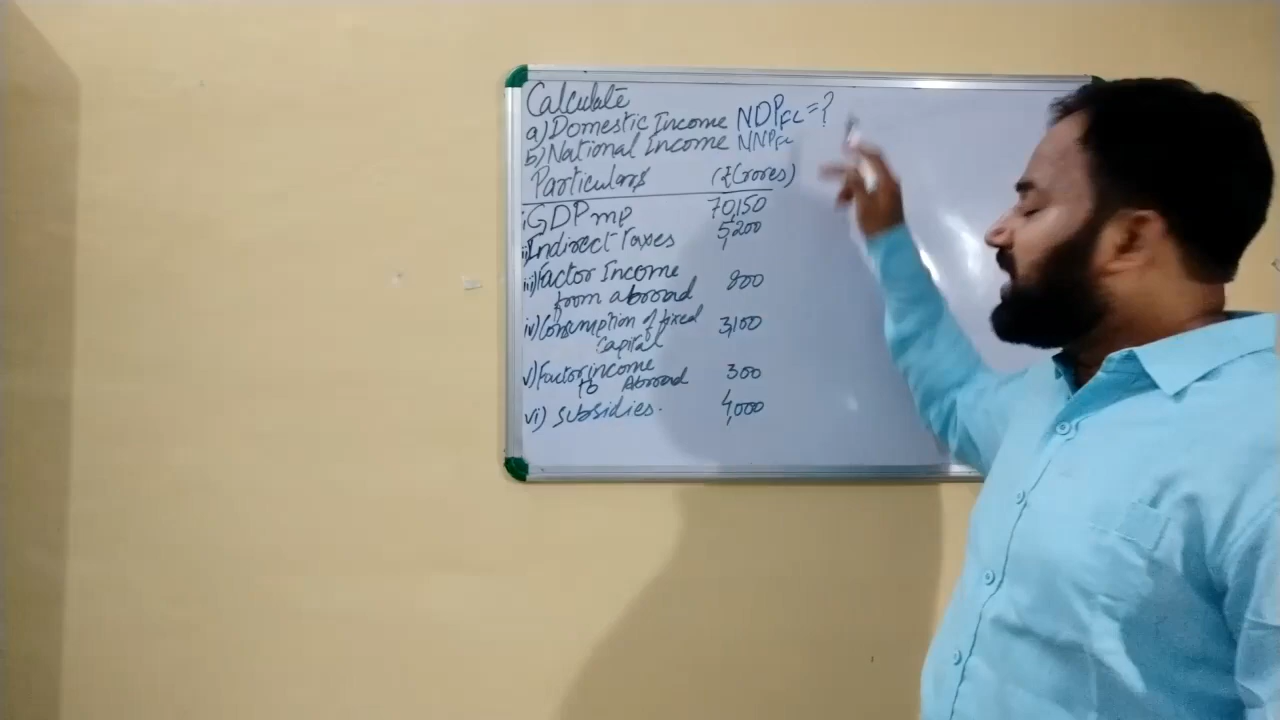 Calculate
a) Domestic Income NDPFC = ?
b) National Income NNPFC
Particulars (₹ Crores)
i) GDP mp 70,150
ii) Indirect Taxes 5,200
iii) Factor Income
from abroad 800
iv) Consumption of fixed
capital 3,100
v) Factor income
to Abroad 300
vi) Subsidies. 4,000